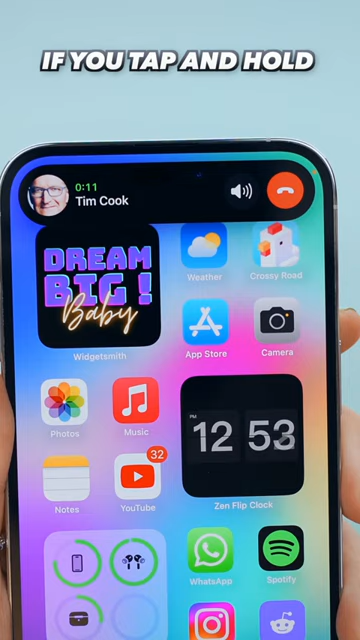 IF YOU TAP AND HOLD
0:11
Tim Cook
DREAM
BIG!
Baby
Widgetsmith
Weather
Crossy Road
App Store
Camera
Photos
Music
PM
12 53
Zen Flip Clock
32
Notes
YouTube
WhatsApp
Spotify